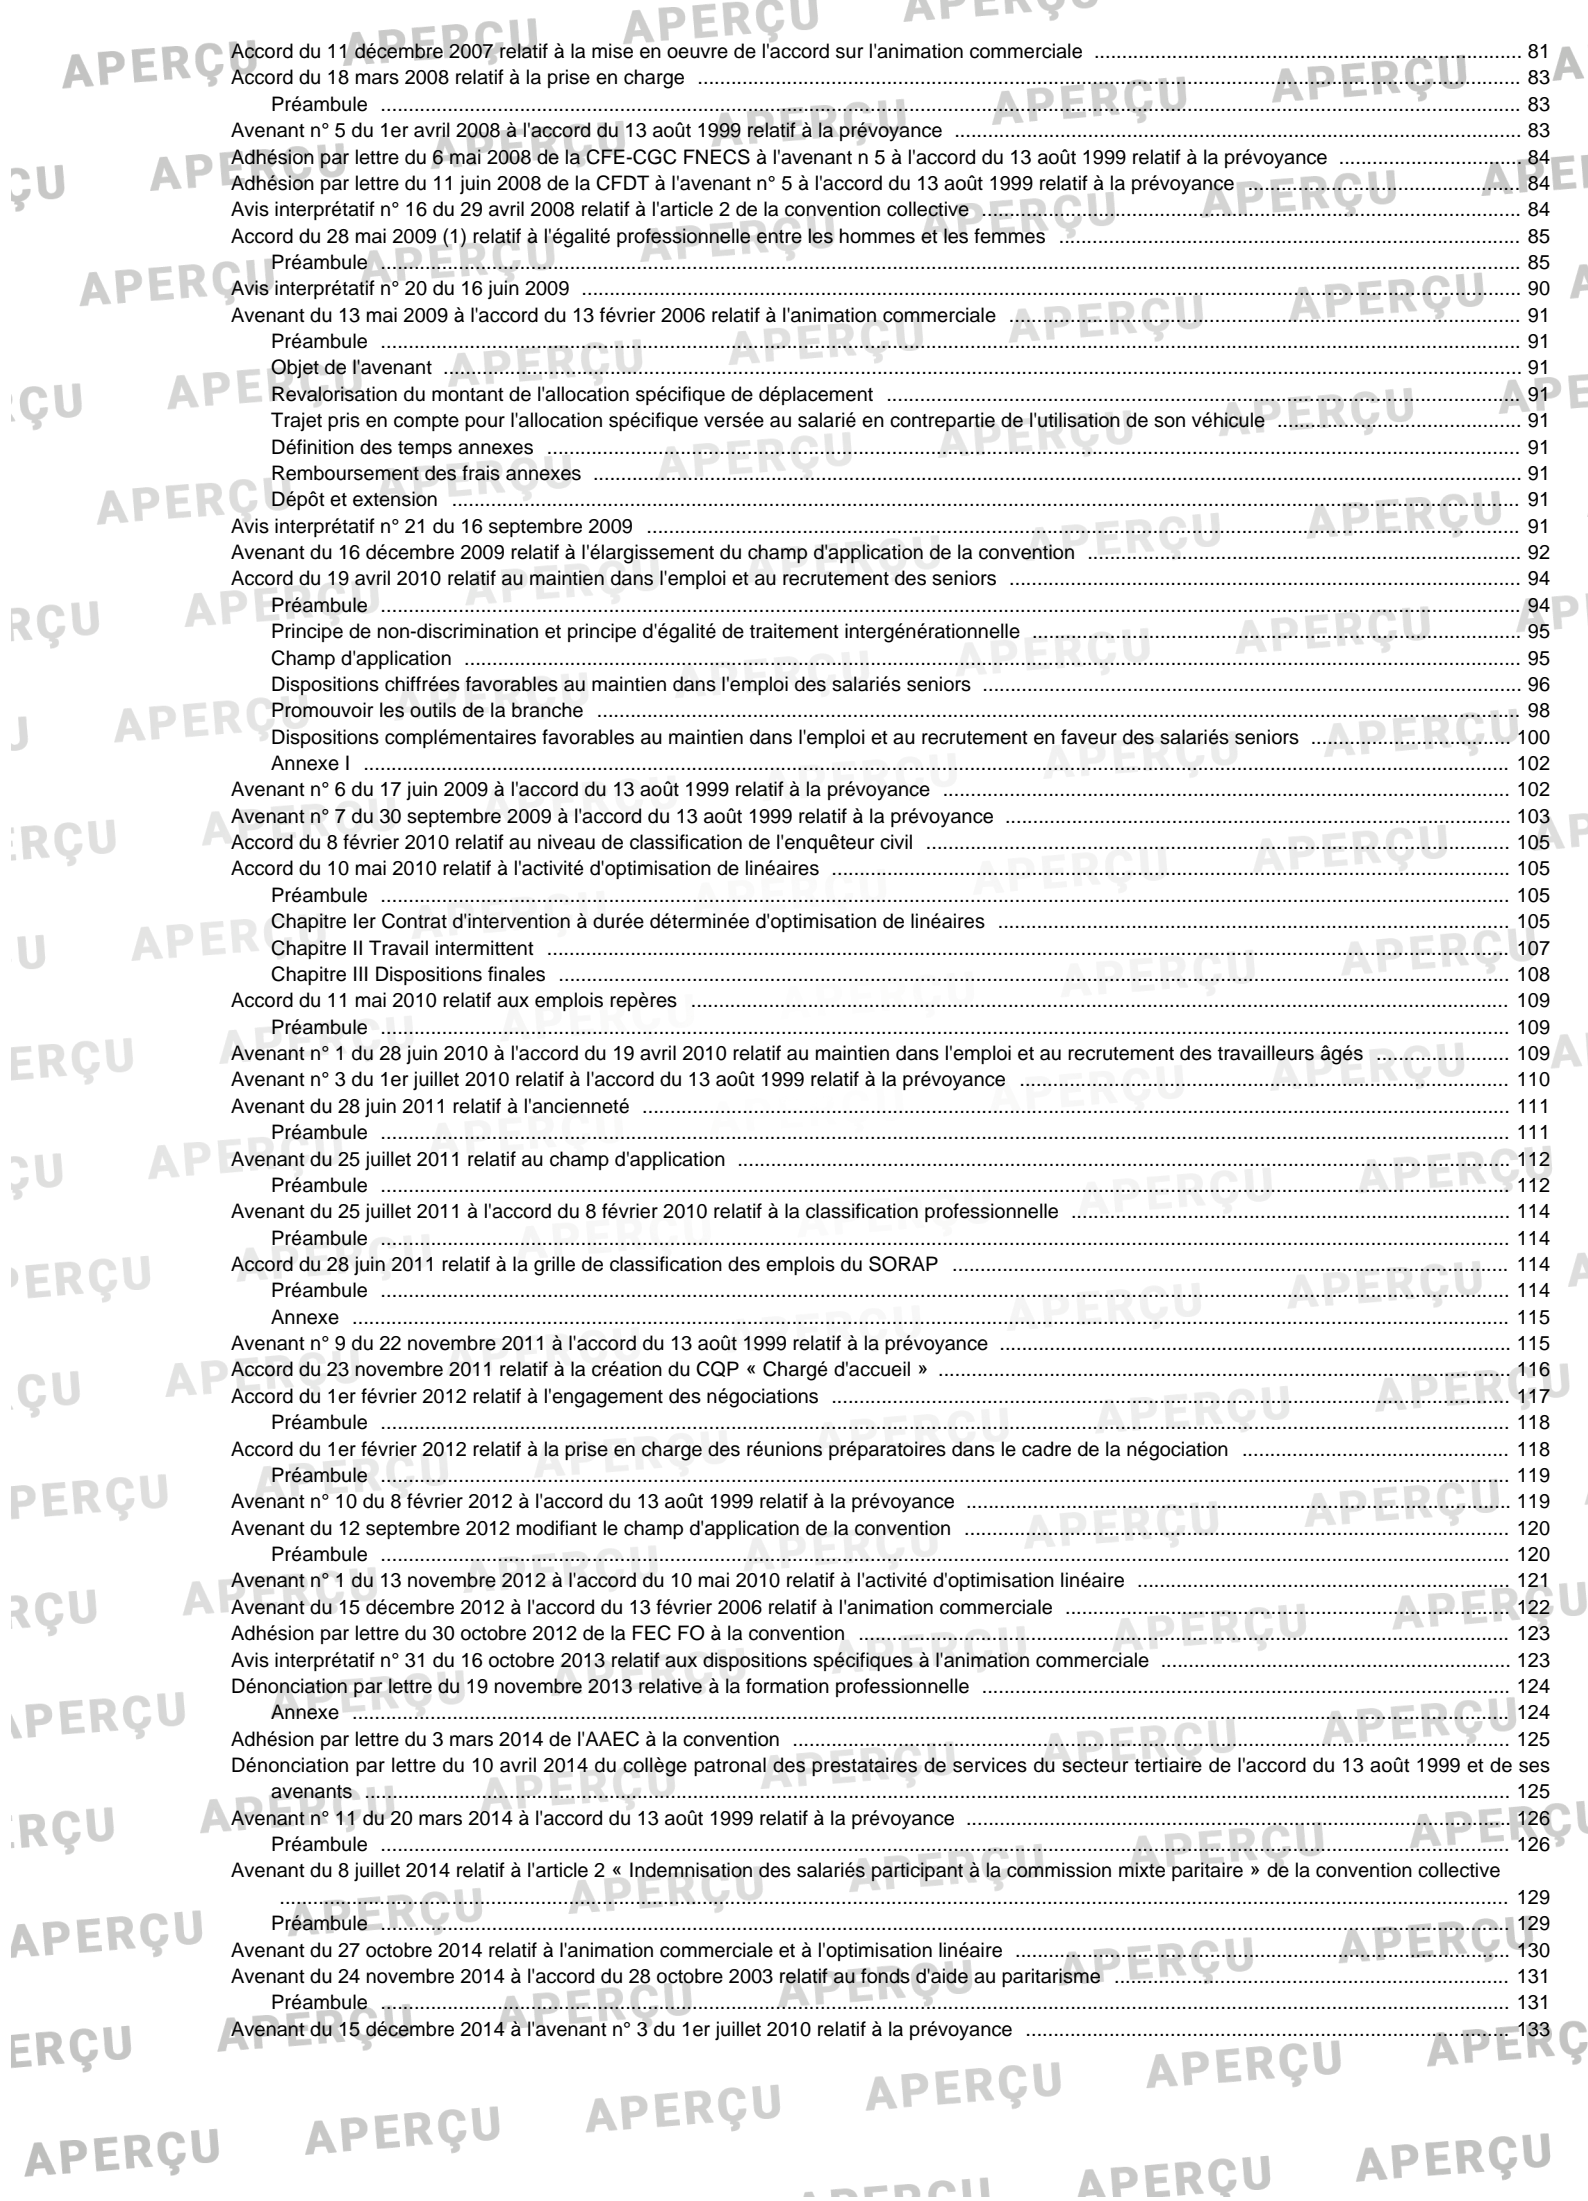 Accord du 11 décembre 2007 relatif à la mise en oeuvre de l'accord sur l'animation commerciale 81
Accord du 18 mars 2008 relatif à la prise en charge 83
Préambule 83
Avenant n° 5 du 1er avril 2008 à l'accord du 13 août 1999 relatif à la prévoyance 83
Adhésion par lettre du 6 mai 2008 de la CFE-CGC FNECS à l'avenant n 5 à l'accord du 13 août 1999 relatif à la prévoyance 84
Adhésion par lettre du 11 juin 2008 de la CFDT à l'avenant n° 5 à l'accord du 13 août 1999 relatif à la prévoyance 84
Avis interprétatif n° 16 du 29 avril 2008 relatif à l'article 2 de la convention collective 84
Accord du 28 mai 2009 (1) relatif à l'égalité professionnelle entre les hommes et les femmes 85
Préambule 85
Avis interprétatif n° 20 du 16 juin 2009 90
Avenant du 13 mai 2009 à l'accord du 13 février 2006 relatif à l'animation commerciale 91
Préambule 91
Objet de l'avenant 91
Revalorisation du montant de l'allocation spécifique de déplacement 91
Trajet pris en compte pour l'allocation spécifique versée au salarié en contrepartie de l'utilisation de son véhicule 91
Définition des temps annexes 91
Remboursement des frais annexes 91
Dépôt et extension 91
Avis interprétatif n° 21 du 16 septembre 2009 91
Avenant du 16 décembre 2009 relatif à l'élargissement du champ d'application de la convention 92
Accord du 19 avril 2010 relatif au maintien dans l'emploi et au recrutement des seniors 94
Préambule 94
Principe de non-discrimination et principe d'égalité de traitement intergénérationnelle 95
Champ d'application 95
Dispositions chiffrées favorables au maintien dans l'emploi des salariés seniors 96
Promouvoir les outils de la branche 98
Dispositions complémentaires favorables au maintien dans l'emploi et au recrutement en faveur des salariés seniors 100
Annexe I 102
Avenant n° 6 du 17 juin 2009 à l'accord du 13 août 1999 relatif à la prévoyance 102
Avenant n° 7 du 30 septembre 2009 à l'accord du 13 août 1999 relatif à la prévoyance 103
Accord du 8 février 2010 relatif au niveau de classification de l'enquêteur civil 105
Accord du 10 mai 2010 relatif à l'activité d'optimisation de linéaires 105
Préambule 105
Chapitre Ier Contrat d'intervention à durée déterminée d'optimisation de linéaires 105
Chapitre II Travail intermittent 107
Chapitre III Dispositions finales 108
Accord du 11 mai 2010 relatif aux emplois repères 109
Préambule 109
Avenant n° 1 du 28 juin 2010 à l'accord du 19 avril 2010 relatif au maintien dans l'emploi et au recrutement des travailleurs âgés 109
Avenant n° 3 du 1er juillet 2010 relatif à l'accord du 13 août 1999 relatif à la prévoyance 110
Avenant du 28 juin 2011 relatif à l'ancienneté 111
Préambule 111
Avenant du 25 juillet 2011 relatif au champ d'application 112
Préambule 112
Avenant du 25 juillet 2011 à l'accord du 8 février 2010 relatif à la classification professionnelle 114
Préambule 114
Accord du 28 juin 2011 relatif à la grille de classification des emplois du SORAP 114
Préambule 114
Annexe 115
Avenant n° 9 du 22 novembre 2011 à l'accord du 13 août 1999 relatif à la prévoyance 115
Accord du 23 novembre 2011 relatif à la création du CQP « Chargé d'accueil » 116
Accord du 1er février 2012 relatif à l'engagement des négociations 117
Préambule 118
Accord du 1er février 2012 relatif à la prise en charge des réunions préparatoires dans le cadre de la négociation 118
Préambule 119
Avenant n° 10 du 8 février 2012 à l'accord du 13 août 1999 relatif à la prévoyance 119
Avenant du 12 septembre 2012 modifiant le champ d'application de la convention 120
Préambule 120
Avenant n° 1 du 13 novembre 2012 à l'accord du 10 mai 2010 relatif à l'activité d'optimisation linéaire 121
Avenant du 15 décembre 2012 à l'accord du 13 février 2006 relatif à l'animation commerciale 122
Adhésion par lettre du 30 octobre 2012 de la FEC FO à la convention 123
Avis interprétatif n° 31 du 16 octobre 2013 relatif aux dispositions spécifiques à l'animation commerciale 123
Dénonciation par lettre du 19 novembre 2013 relative à la formation professionnelle 124
Annexe 124
Adhésion par lettre du 3 mars 2014 de l'AAEC à la convention 125
Dénonciation par lettre du 10 avril 2014 du collège patronal des prestataires de services du secteur tertiaire de l'accord du 13 août 1999 et de ses
avenants 125
Avenant n° 11 du 20 mars 2014 à l'accord du 13 août 1999 relatif à la prévoyance 126
Préambule 126
Avenant du 8 juillet 2014 relatif à l'article 2 « Indemnisation des salariés participant à la commission mixte paritaire » de la convention collective
129
Préambule 129
Avenant du 27 octobre 2014 relatif à l'animation commerciale et à l'optimisation linéaire 130
Avenant du 24 novembre 2014 à l'accord du 28 octobre 2003 relatif au fonds d'aide au paritarisme 131
Préambule 131
Avenant du 15 décembre 2014 à l'avenant n° 3 du 1er juillet 2010 relatif à la prévoyance 133
APERÇU